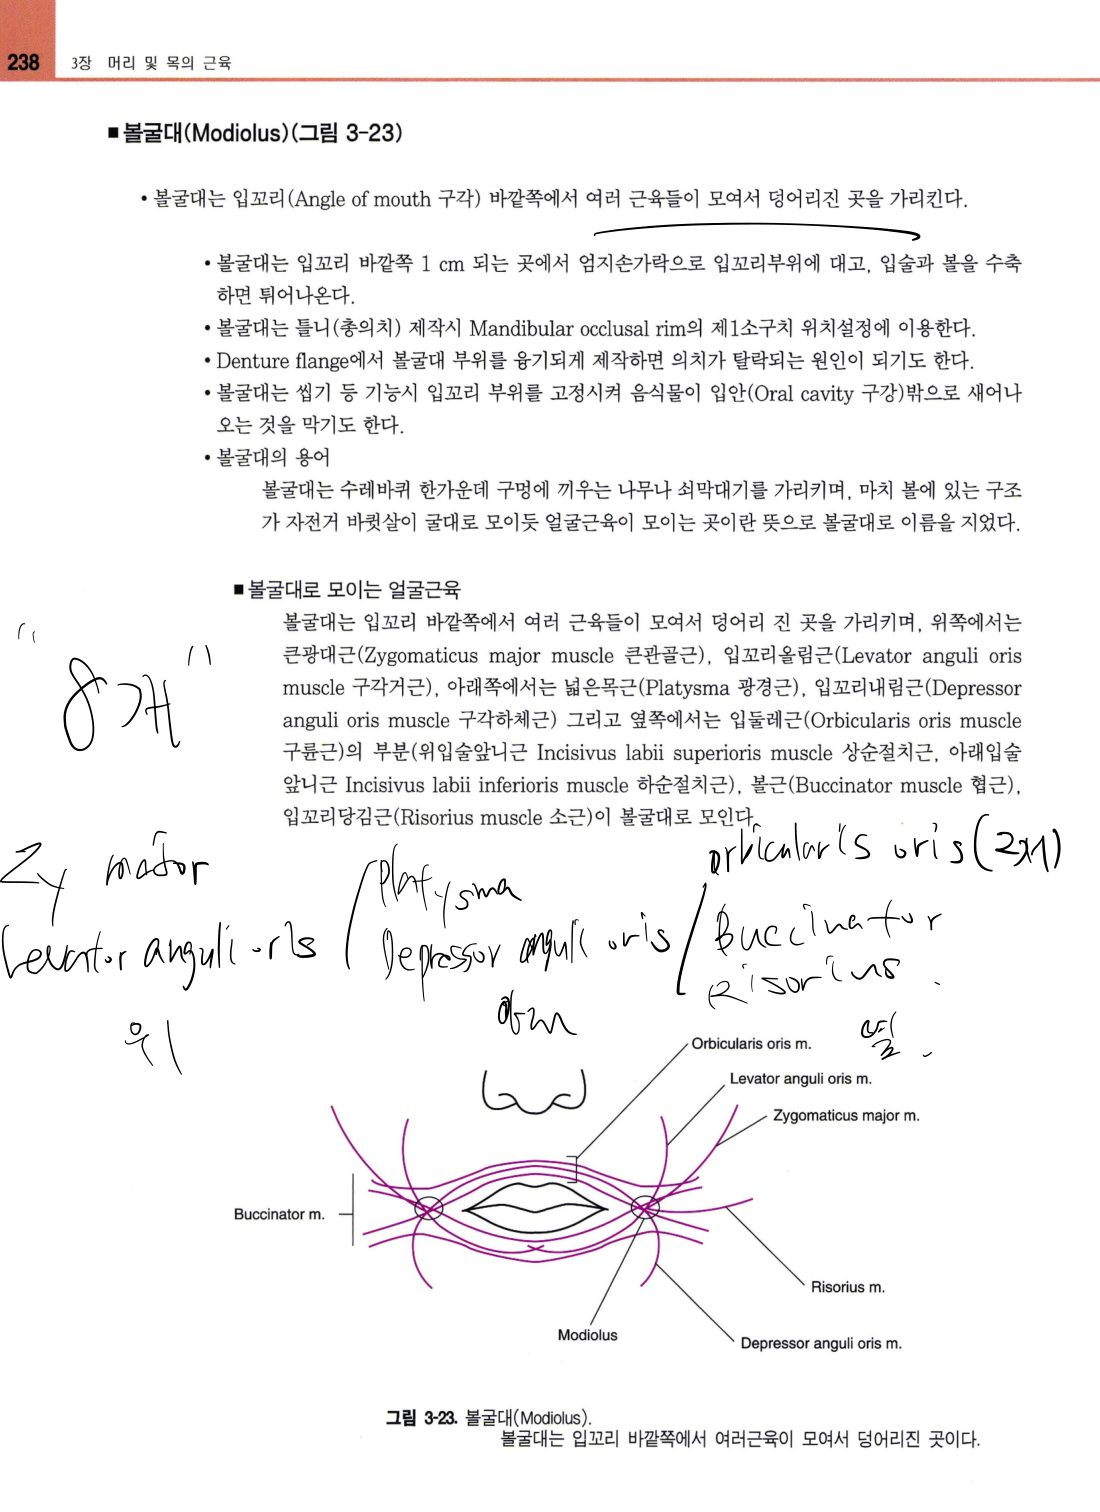 238 3장 머리 및 목의 근육
■ 볼굴대(Modiolus)(그림 3-23)
• 볼굴대는 입꼬리(Angle of mouth 구각) 바깥쪽에서 여러 근육들이 모여서 덩어리진 곳을 가리킨다.
• 볼굴대는 입꼬리 바깥쪽 1 cm 되는 곳에서 엄지손가락으로 입꼬리부위에 대고, 입술과 볼을 수축
하면 튀어나온다.
• 볼굴대는 틀니(총의치) 제작시 Mandibular occlusal rim의 제1소구치 위치설정에 이용한다.
• Denture flange에서 볼굴대 부위를 융기되게 제작하면 의치가 탈락되는 원인이 되기도 한다.
• 볼굴대는 씹기 등 기능시 입꼬리 부위를 고정시켜 음식물이 입안(Oral cavity 구강)밖으로 새어나
오는 것을 막기도 한다.
• 볼굴대의 용어
볼굴대는 수레바퀴 한가운데 구멍에 끼우는 나무나 쇠막대기를 가리키며, 마치 볼에 있는 구조
가 자전거 바큇살이 굴대로 모이듯 얼굴근육이 모이는 곳이란 뜻으로 볼굴대로 이름을 지었다.
■ 볼굴대로 모이는 얼굴근육
볼굴대는 입꼬리 바깥쪽에서 여러 근육들이 모여서 덩어리 진 곳을 가리키며, 위쪽에서는
큰광대근(Zygomaticus major muscle 큰관골근), 입꼬리올림근(Levator anguli oris
muscle 구각거근), 아래쪽에서는 넓은목근(Platysma 광경근), 입꼬리내림근(Depressor
anguli oris muscle 구각하체근) 그리고 옆쪽에서는 입둘레근(Orbicularis oris muscle
구륜근)의 부분(위입술앞니근 Incisivus labii superioris muscle 상순절치근, 아래입술
앞니근 Incisivus labii inferioris muscle 하순절치근), 볼근(Buccinator muscle 협근),
입꼬리당김근(Risorius muscle 소근)이 볼굴대로 모인다.
"8개"
Zy major
Levator anguli oris
위
Platysma
Depressor anguli oris
아래
orbicularis oris (2개)
Buccinator
Risorius
옆
Orbicularis oris m.
Levator anguli oris m.
Zygomaticus major m.
Buccinator m.
Risorius m.
Modiolus
Depressor anguli oris m.
그림 3-23. 볼굴대(Modiolus).
볼굴대는 입꼬리 바깥쪽에서 여러근육이 모여서 덩어리진 곳이다.